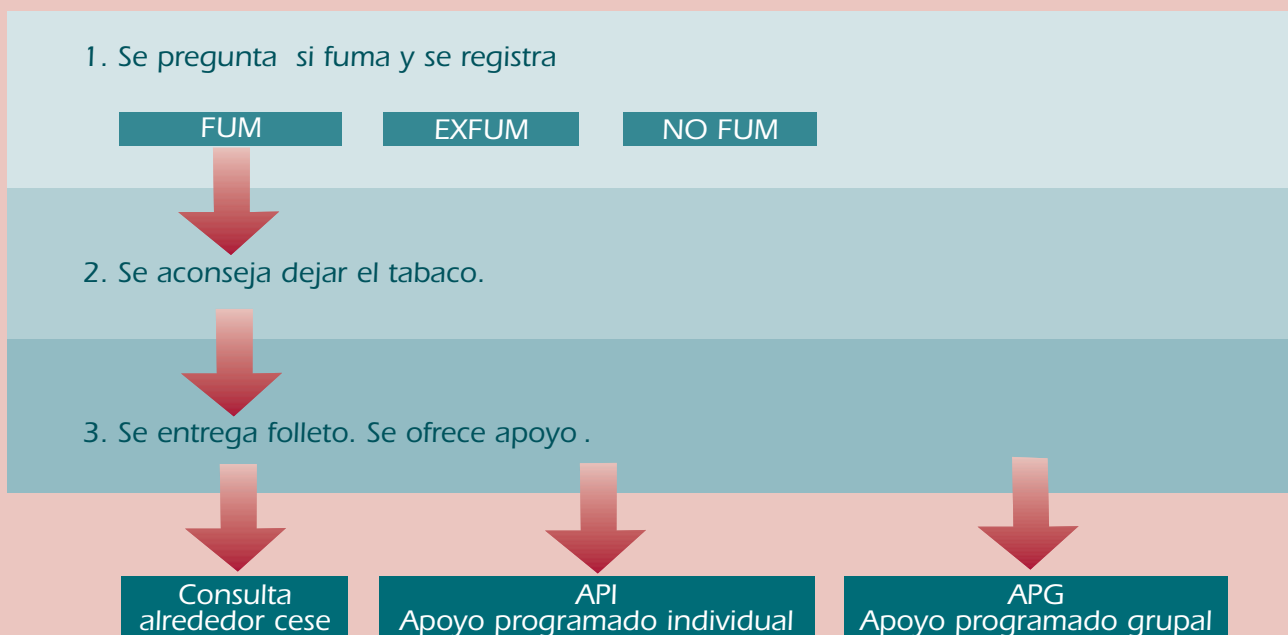 1. Se pregunta si fuma y se registra
FUM
EXFUM
NO FUM
2. Se aconseja dejar el tabaco.
3. Se entrega folleto. Se ofrece apoyo .
Consulta
alrededor cese
API
Apoyo programado individual
APG
Apoyo programado grupal